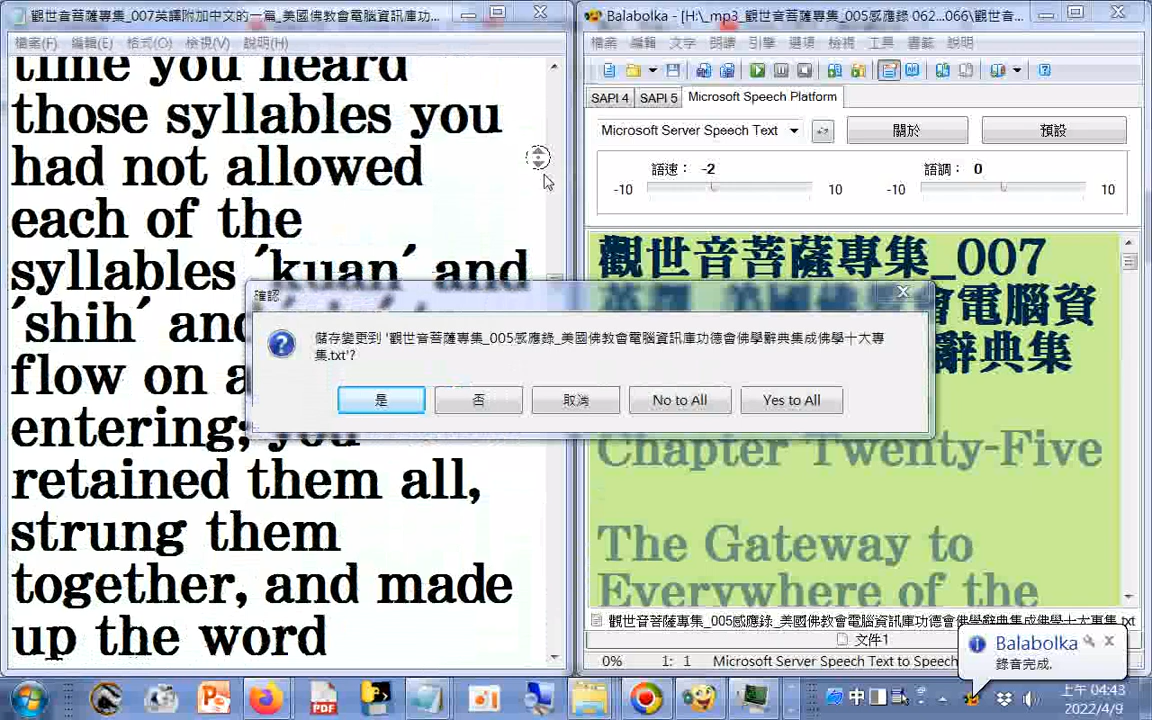 觀世音菩薩專集_007英譯附加中文的一篇_美國佛教會電腦資訊庫功...
檔案(F) 編輯(E) 格式(O) 檢視(V) 說明(H)
time you heard
those syllables you
had not allowed
each of the
syllables 'kuan' and
'shih' and
flow on a
entering; you
retained them all,
strung them
together, and made
up the word
Balabolka - [H:\_mp3_觀世音菩薩專集_005感應錄 062...066\觀世音...
檔案 編輯 文字 朗讀 引擎 選項 檢視 工具 書籤 說明
SAPI 4 SAPI 5 Microsoft Speech Platform
Microsoft Server Speech Text 關於 預設
語速： -2 語調： 0
-10 10 -10 10
觀世音菩薩專集_007
會電腦資
辭典集
Chapter Twenty-Five
The Gateway to
Everywhere of the
觀世音菩薩專集_005感應錄_美國佛教會電腦資訊庫功德會佛學辭典集成佛學十大專集.txt
文件1
0% 1: 1 Microsoft Server Speech Text to Speech
確認
儲存變更到 '觀世音菩薩專集_005感應錄_美國佛教會電腦資訊庫功德會佛學辭典集成佛學十大專
集.txt'?
是 否 取消 No to All Yes to All
Balabolka
錄音完成.
中
上午 04:43
2022/4/9